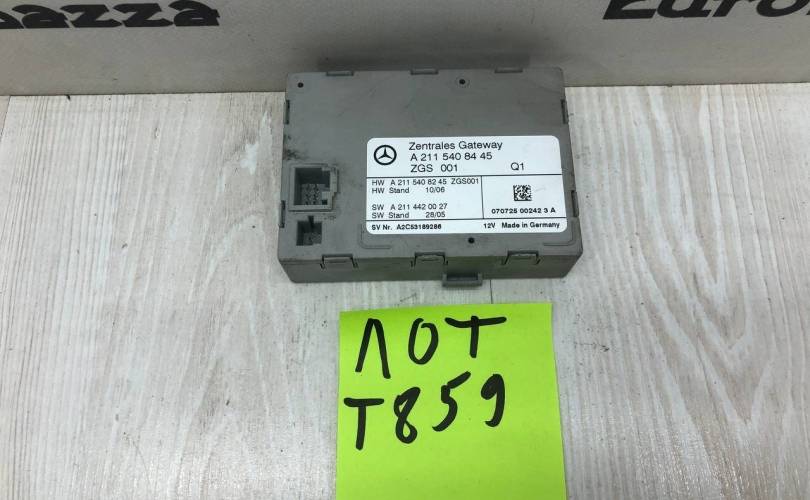 Zentrales Gateway
A 211 540 84 45
ZGS 001 Q1
HW A 211 540 82 45 ZGS001
HW Stand 10/06
SW A 211 442 00 27
SW Stand 28/05
070725 00242 3 A
SV Nr. A2C53189286 12V Made in Germany
ЛОТ
Т859